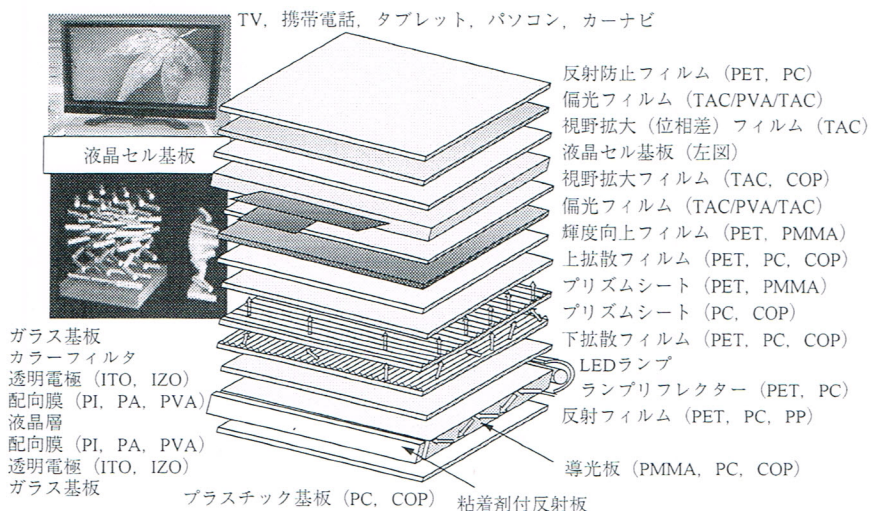 TV，携帯電話，タブレット，パソコン，カーナビ
液晶セル基板
反射防止フィルム（PET，PC）
偏光フィルム（TAC/PVA/TAC）
視野拡大（位相差）フィルム（TAC）
液晶セル基板（左図）
視野拡大フィルム（TAC，COP）
偏光フィルム（TAC/PVA/TAC）
輝度向上フィルム（PET，PMMA）
上拡散フィルム（PET，PC，COP）
プリズムシート（PET，PMMA）
プリズムシート（PC，COP）
下拡散フィルム（PET，PC，COP）
LEDランプ
ランプリフレクター（PET，PC）
反射フィルム（PET，PC，PP）
導光板（PMMA，PC，COP）
ガラス基板
カラーフィルタ
透明電極（ITO，IZO）
配向膜（PI，PA，PVA）
液晶層
配向膜（PI，PA，PVA）
透明電極（ITO，IZO）
ガラス基板
プラスチック基板（PC，COP）
粘着剤付反射板